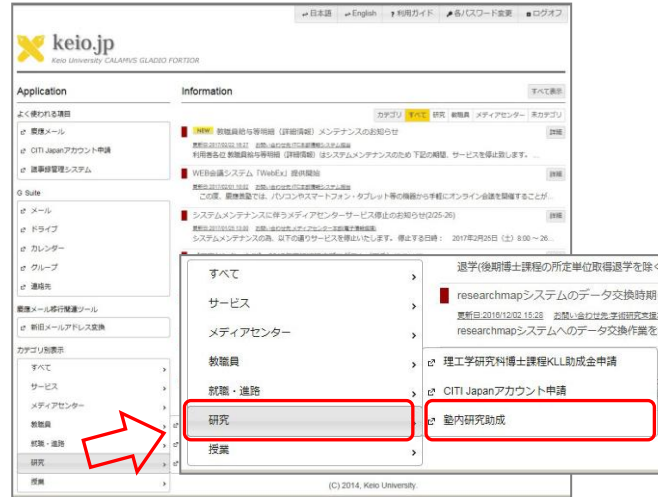 日本語 English 利用ガイド 各パスワード変更 ログオフ
keio.jp
Keio University CALAMVS GLADIO FORTIOR
Application
Information
すべて表示
よく使われる項目
慶應メール
CITI Japanアカウント申請
諸事部管理システム
カテゴリ すべて 研究 教職員 メディアセンター 未カテゴリ
NEW 教職員給与等明細（詳細情報）メンテナンスのお知らせ
詳細
利用者各位 教職員給与等明細（詳細情報）はシステムメンテナンスのため 下記の期間、サービスを停止致します。 ...
WEB会議システム「WebEx」提供開始
詳細
この度、慶應義塾では、パソコンやスマートフォン・タブレット等の機器から手軽にオンライン会議を開催することが...
システムメンテナンスに伴うメディアセンターサービス停止のお知らせ(2/25-26)
詳細
システムメンテナンスの為、以下の通りサービスを停止いたします。 停止する日時： 2017年2月25日（土）8:00 ~ 26...
G Suite
メール
ドライブ
カレンダー
グループ
連絡先
慶應メール移行関連ツール
新旧メールアドレス変換
カテゴリ別表示
すべて
サービス
メディアセンター
教職員
就職・進路
研究
授業
すべて
サービス
メディアセンター
教職員
就職・進路
研究
授業
退学(後期博士課程の所定単位取得退学を除く
researchmapシステムのデータ交換時期
更新日:2016/12/02 15:28 お問い合わせ先:学術研究支援
researchmapシステムへのデータ交換作業を
理工学研究科博士課程KLL助成金申請
CITI Japanアカウント申請
塾内研究助成
(C) 2014, Keio University.